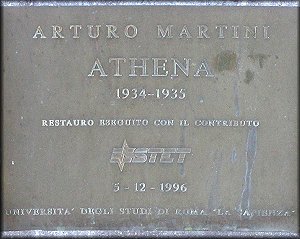 ARTURO MARTINI
ATHENA
1934-1935
RESTAURO ESEGUITO CON IL CONTRIBUTO
STET
5-12-1996
UNIVERSITA' DEGLI STUDI DI ROMA "LA SAPIENZA"